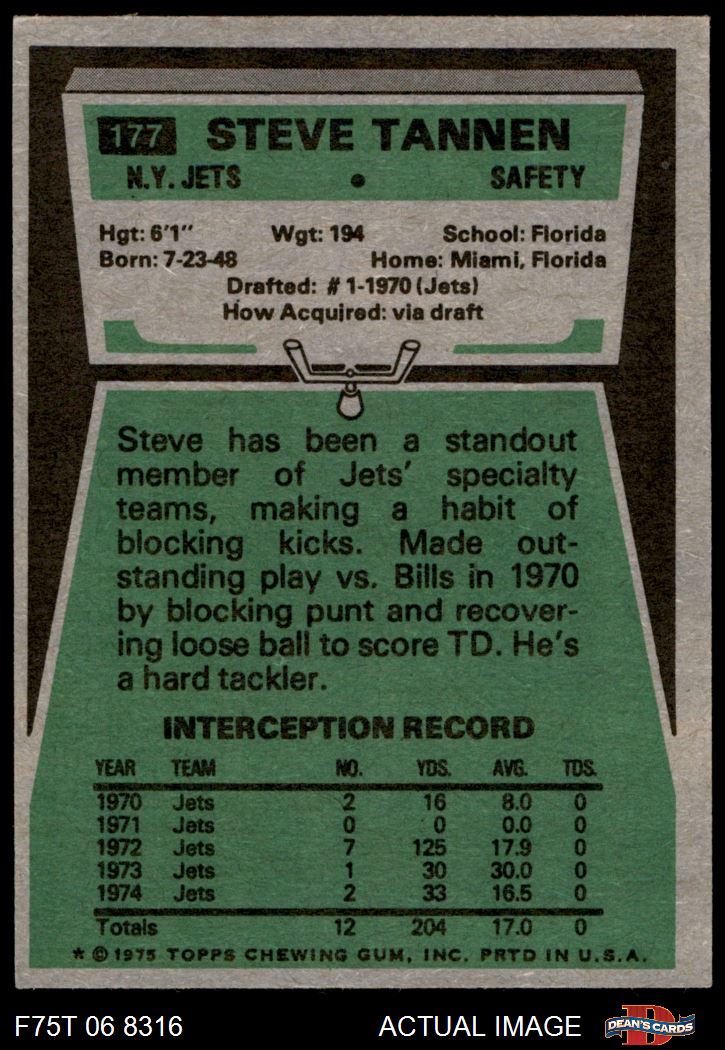 177 STEVE TANNEN
N.Y. JETS • SAFETY
Hgt: 6'1" Wgt: 194 School: Florida
Born: 7-23-48 Home: Miami, Florida
Drafted: # 1-1970 (Jets)
How Acquired: via draft
Steve has been a standout
member of Jets' specialty
teams, making a habit of
blocking kicks. Made out-
standing play vs. Bills in 1970
by blocking punt and recover-
ing loose ball to score TD. He's
a hard tackler.
INTERCEPTION RECORD
YEAR TEAM NO. YDS. AVG. TDS.
1970 Jets 2 16 8.0 0
1971 Jets 0 0 0.0 0
1972 Jets 7 125 17.9 0
1973 Jets 1 30 30.0 0
1974 Jets 2 33 16.5 0
Totals 12 204 17.0 0
* © 1975 TOPPS CHEWING GUM, INC. PRTD IN U.S.A.
F75T 06 8316 ACTUAL IMAGE D DEAN'S CARDS